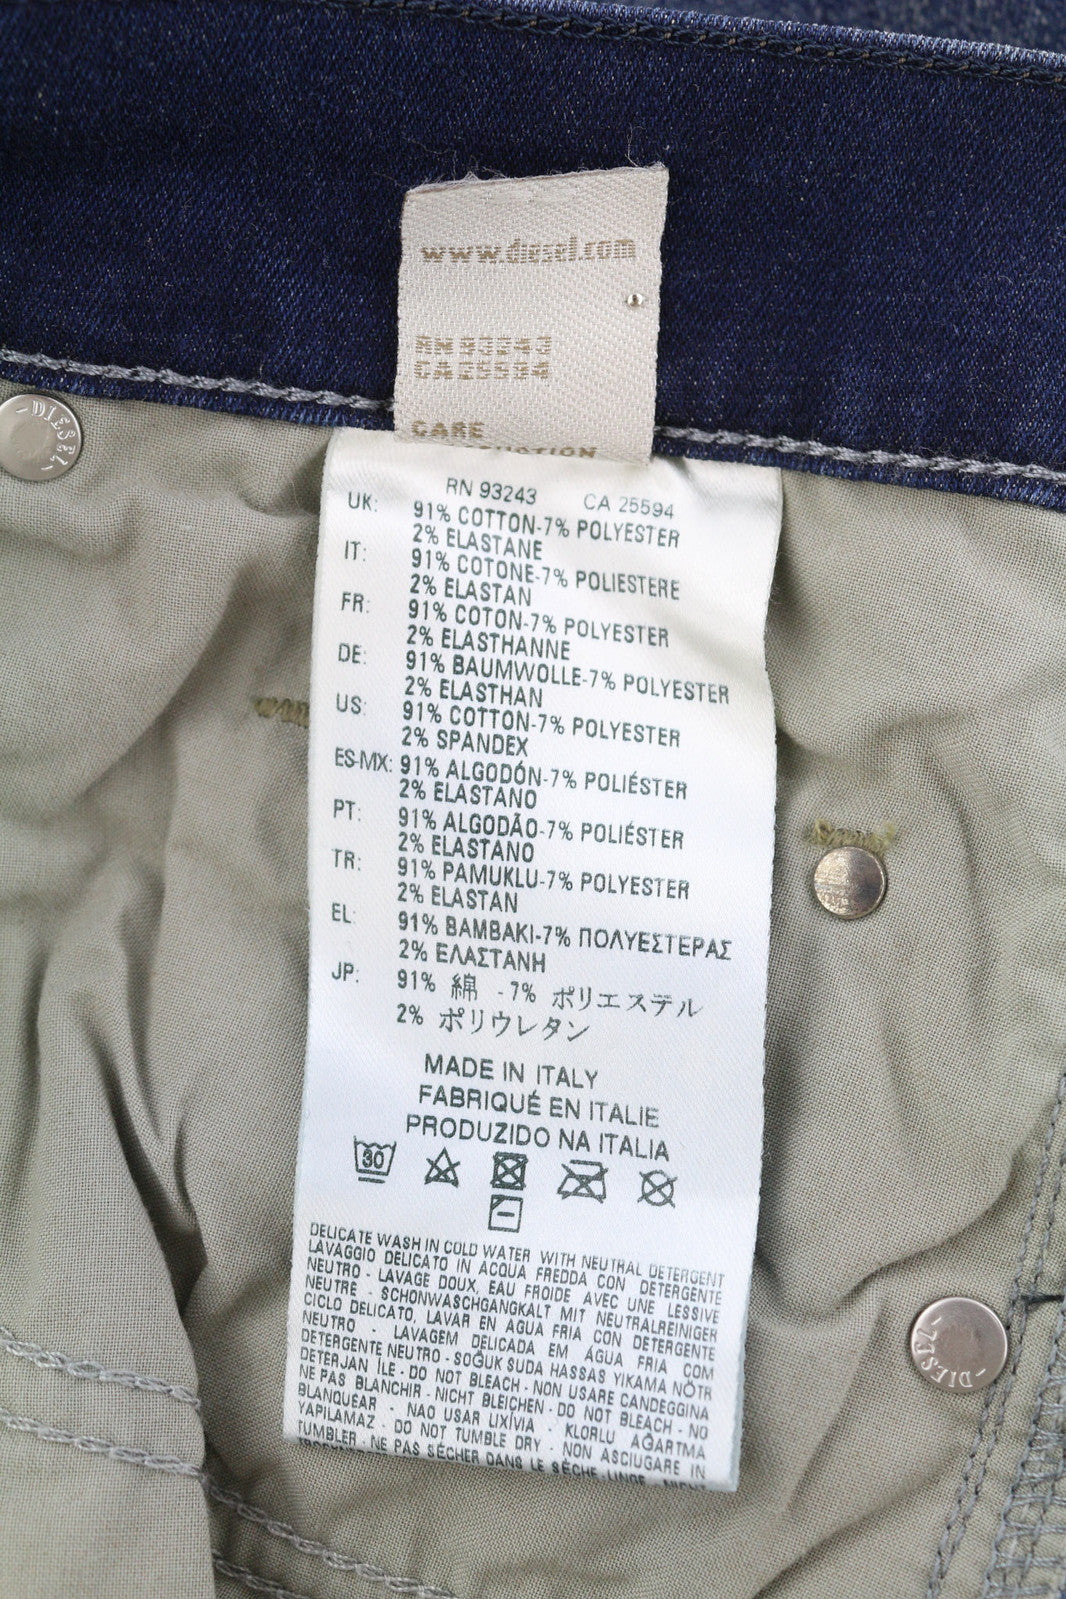 www.diesel.com
RN 93243
CA 25594
CARE
DIESEL
RN 93243 CA 25594
UK: 91% COTTON-7% POLYESTER
2% ELASTANE
IT: 91% COTONE-7% POLIESTERE
2% ELASTAN
FR: 91% COTON-7% POLYESTER
2% ELASTHANNE
DE: 91% BAUMWOLLE-7% POLYESTER
2% ELASTHAN
US: 91% COTTON-7% POLYESTER
2% SPANDEX
ES-MX: 91% ALGODÓN-7% POLIÉSTER
2% ELASTANO
PT: 91% ALGODÃO-7% POLIÉSTER
2% ELASTANO
TR: 91% PAMUKLU-7% POLYESTER
2% ELASTAN
EL: 91% BAMBAKI-7% ΠΟΛΥΕΣΤΕΡΑΣ
2% ΕΛΑΣΤΑΝΗ
JP: 91% 綿 -7% ポリエステル
2% ポリウレタン
MADE IN ITALY
FABRIQUÉ EN ITALIE
PRODUZIDO NA ITALIA
30
DELICATE WASH IN COLD WATER WITH NEUTRAL DETERGENT
LAVAGGIO DELICATO IN ACQUA FREDDA CON DETERGENTE
NEUTRO - LAVAGE DOUX, EAU FROIDE AVEC UNE LESSIVE
NEUTRE - SCHONWASCHGANGKALT MIT NEUTRALREINIGER
CICLO DELICATO, LAVAR EN AGUA FRIA CON DETERGENTE
NEUTRO - LAVAGEM DELICADA EM ÁGUA FRIA COM
DETERGENTE NEUTRO - SOĞUK SUDA HASSAS YIKAMA NÖTR
DETERJAN İLE - DO NOT BLEACH - NON USARE CANDEGGINA
NE PAS BLANCHIR - NICHT BLEICHEN - DO NOT BLEACH - NO
BLANQUEAR - NAO USAR LIXÍVIA - KLORLU AĞARTMA
YAPILAMAZ - DO NOT TUMBLE DRY - NON ASCIUGARE IN
TUMBLER - NE PAS SÉCHER DANS LE SÈCHE-LINGE
DIESEL